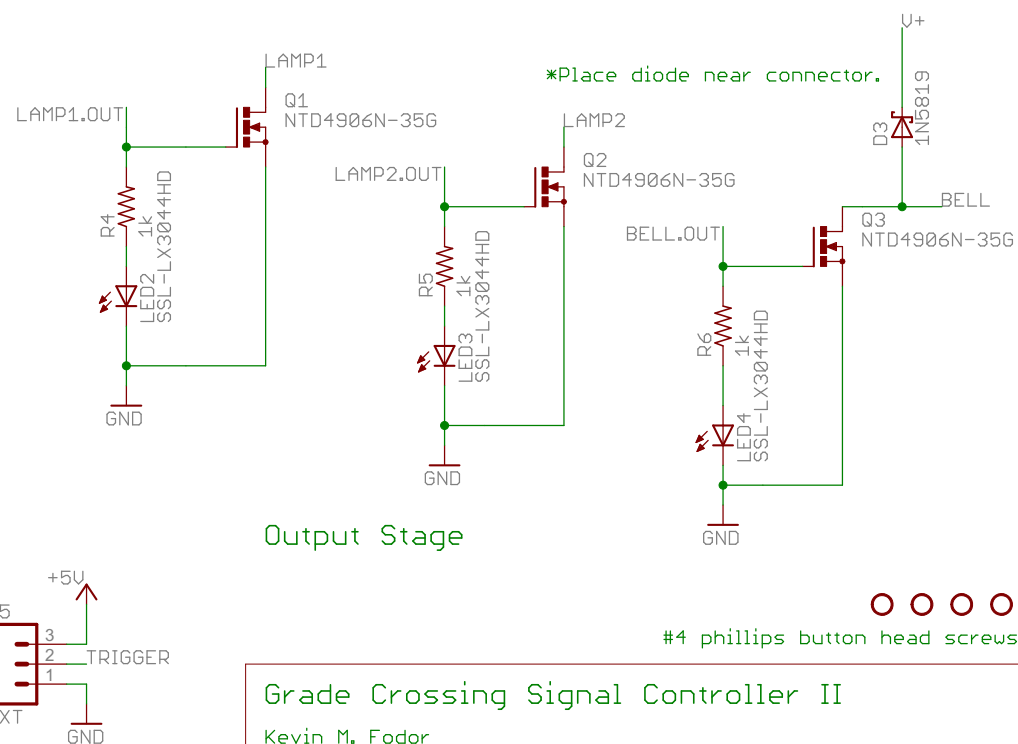 V+
LAMP1
*Place diode near connector.
Q1
NTD4906N-35G
LAMP1.OUT
D3
1N5819
LAMP2
Q2
NTD4906N-35G
LAMP2.OUT
R4
1k
LED2
SSL-LX3044HD
BELL
Q3
NTD4906N-35G
BELL.OUT
R5
1k
LED3
SSL-LX3044HD
R6
1k
LED4
SSL-LX3044HD
GND
GND
GND
Output Stage
+5V
5
3
2
1
TRIGGER
XT
GND
#4 phillips button head screws
Grade Crossing Signal Controller II
Kevin M. Fodor